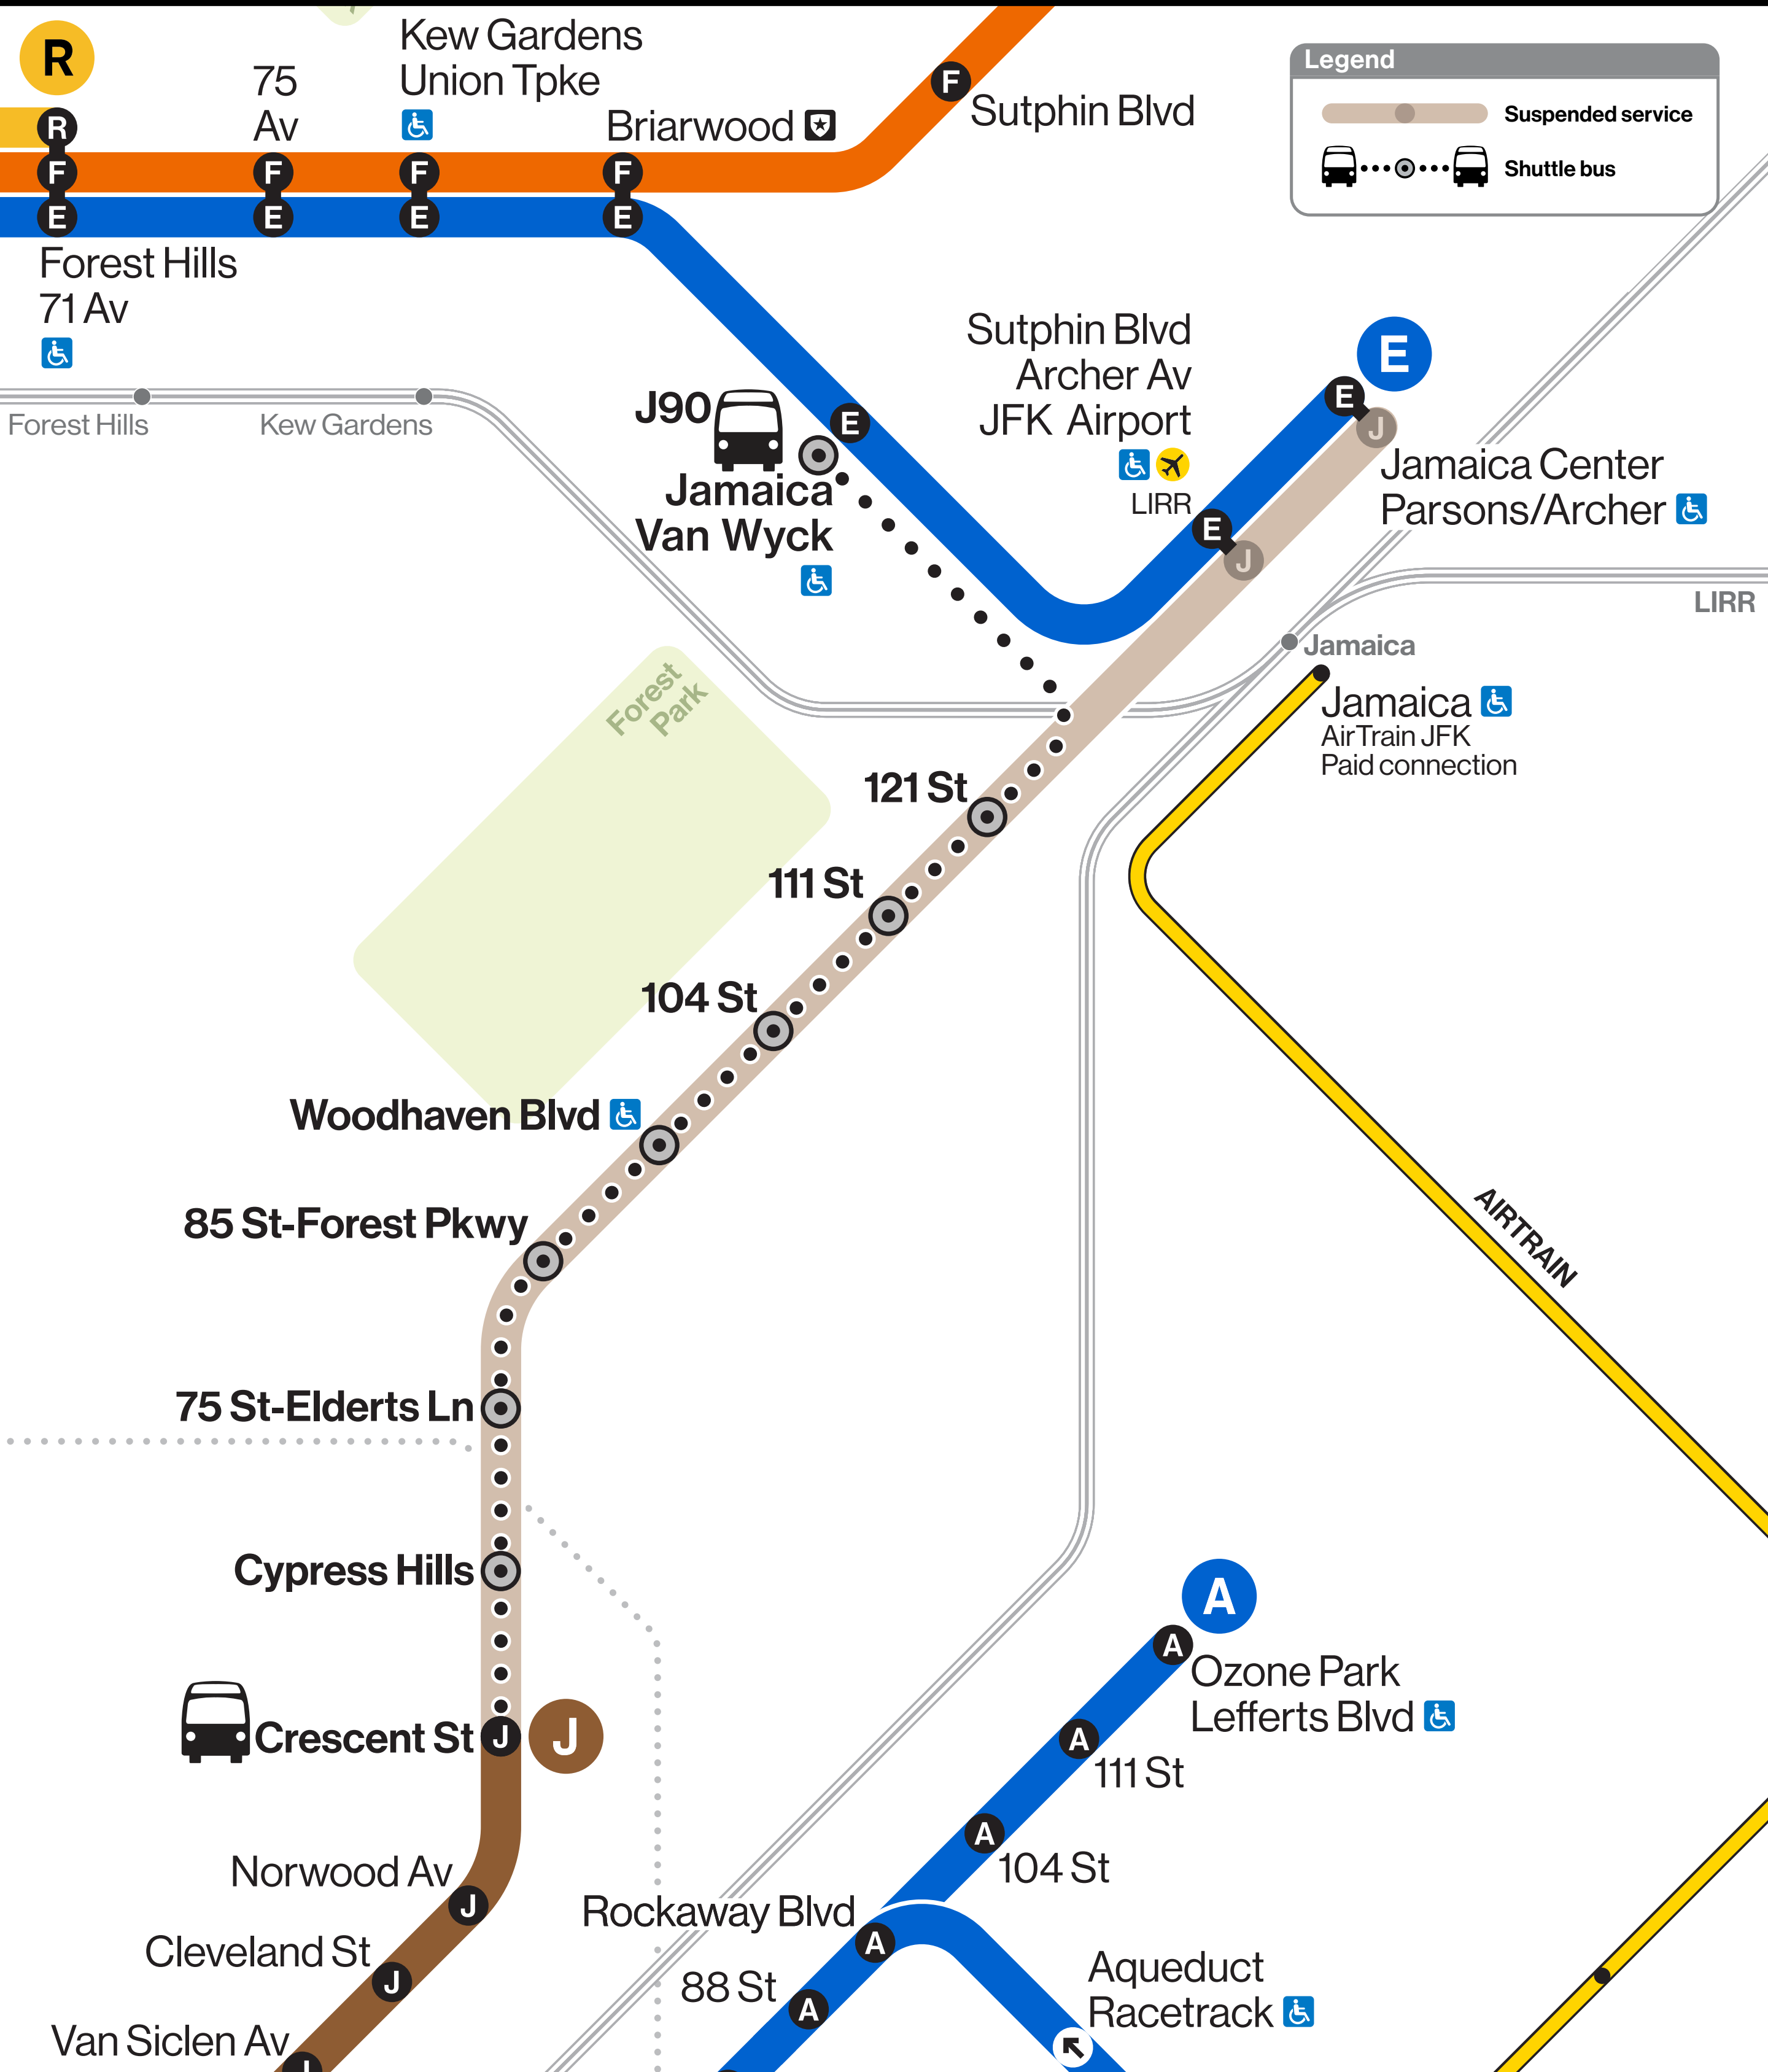 R
Kew Gardens
Union Tpke
75
Av
Briarwood
F
Sutphin Blvd
Legend
Suspended service
Shuttle bus
R
F
F
F
F
E
E
E
E
Forest Hills
71 Av
Forest Hills
Kew Gardens
Sutphin Blvd
Archer Av
JFK Airport
LIRR
E
E
J
J90
E
Jamaica
Van Wyck
Jamaica Center
Parsons/Archer
E
J
LIRR
Jamaica
Jamaica
AirTrain JFK
Paid connection
Forest
Park
121 St
111 St
104 St
Woodhaven Blvd
85 St-Forest Pkwy
AIRTRAIN
75 St-Elderts Ln
Cypress Hills
Crescent St
J
J
A
A
Ozone Park
Lefferts Blvd
A
111 St
A
104 St
Norwood Av
J
Rockaway Blvd
A
Cleveland St
J
88 St
A
Aqueduct
Racetrack
Van Siclen Av
J